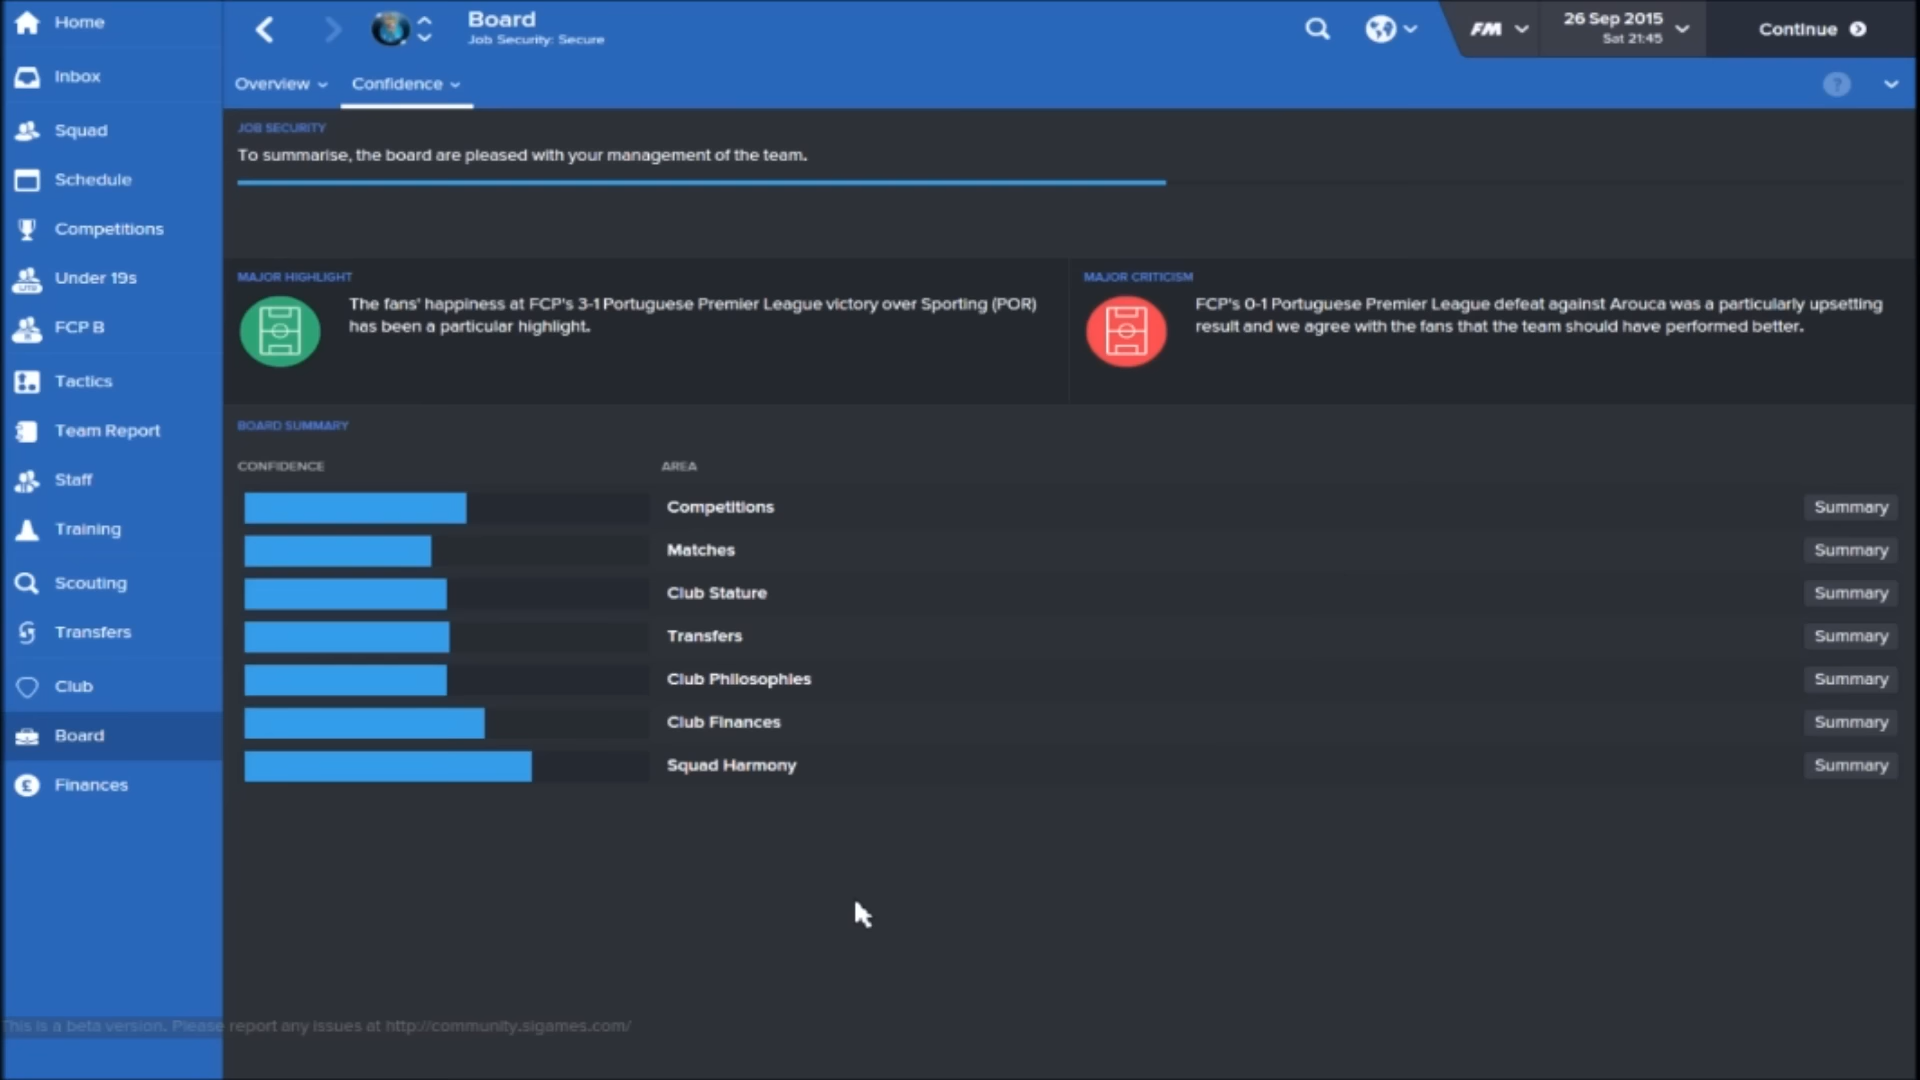 Home
Inbox
Squad
Schedule
Competitions
Under 19s
FCP B
Tactics
Team Report
Staff
Training
Scouting
Transfers
Club
Board
Finances
Board
Job Security: Secure
FM
26 Sep 2015
Sat 21:45
Continue
Overview
Confidence
?
JOB SECURITY
To summarise, the board are pleased with your management of the team.
MAJOR HIGHLIGHT
The fans' happiness at FCP's 3-1 Portuguese Premier League victory over Sporting (POR)
has been a particular highlight.
MAJOR CRITICISM
FCP's 0-1 Portuguese Premier League defeat against Arouca was a particularly upsetting
result and we agree with the fans that the team should have performed better.
BOARD SUMMARY
CONFIDENCE AREA
Competitions Summary
Matches Summary
Club Stature Summary
Transfers Summary
Club Philosophies Summary
Club Finances Summary
Squad Harmony Summary
This is a beta version. Please report any issues at http://community.sigames.com/